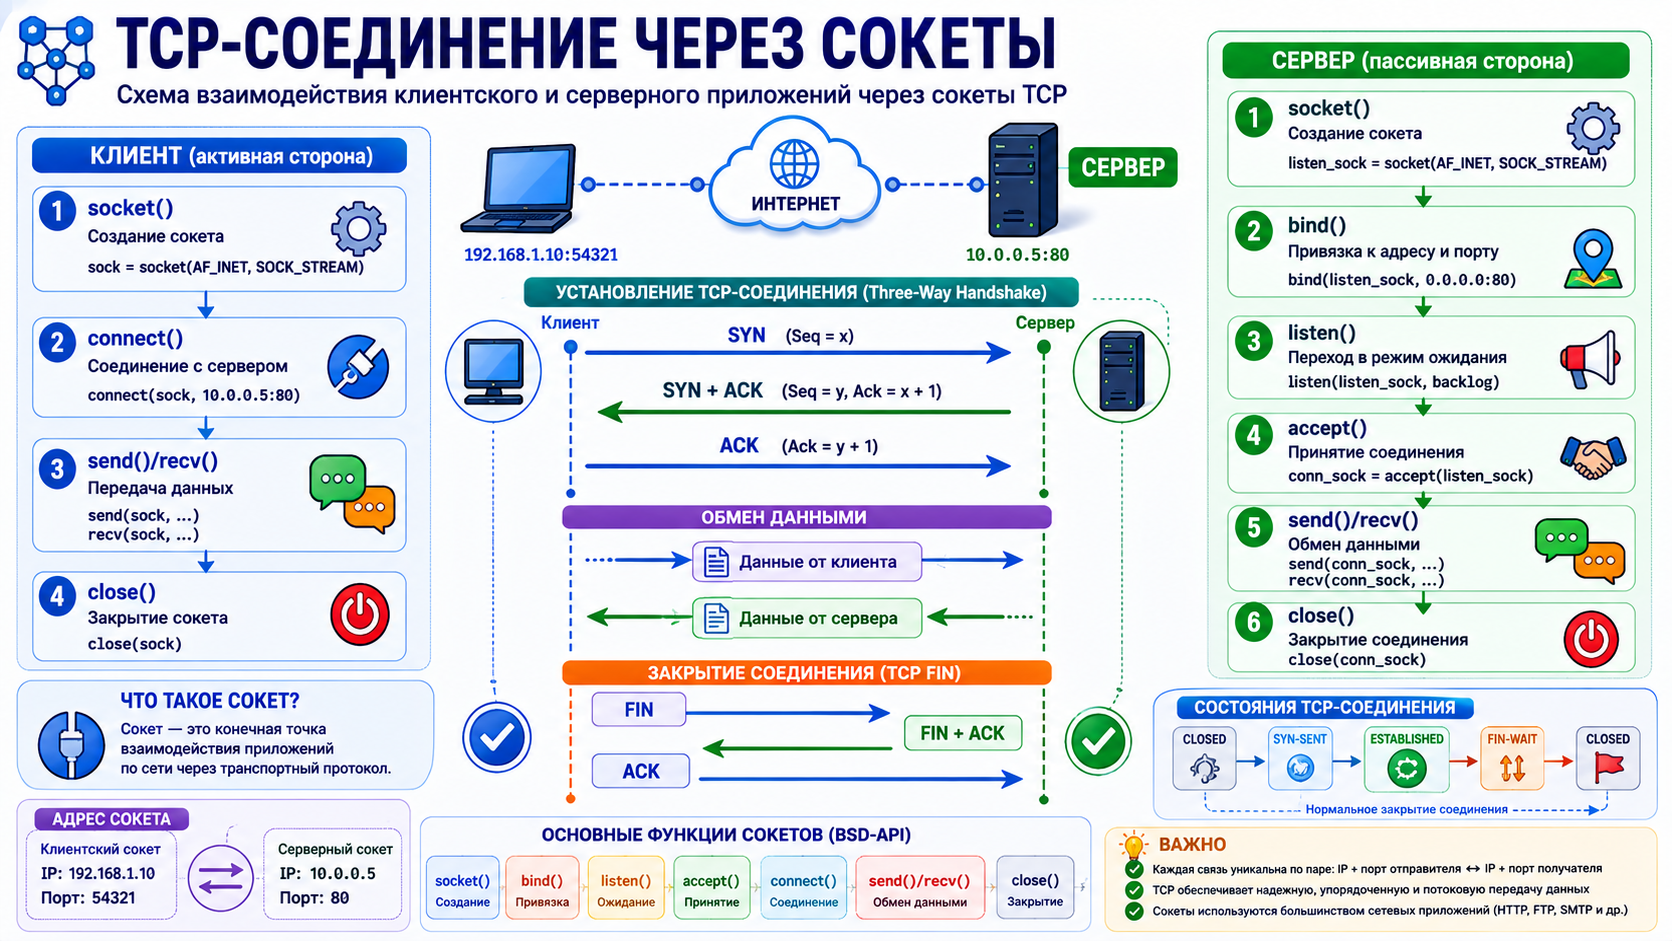 TCP-СОЕДИНЕНИЕ ЧЕРЕЗ СОКЕТЫ
Схема взаимодействия клиентского и серверного приложений через сокеты TCP
КЛИЕНТ (активная сторона)
1
socket()
Создание сокета
sock = socket(AF_INET, SOCK_STREAM)
2
connect()
Соединение с сервером
connect(sock, 10.0.0.5:80)
3
send()/recv()
Передача данных
send(sock, ...)
recv(sock, ...)
4
close()
Закрытие сокета
close(sock)
ЧТО ТАКОЕ СОКЕТ?
Сокет — это конечная точка
взаимодействия приложений
по сети через транспортный протокол.
АДРЕС СОКЕТА
Клиентский сокет
IP: 192.168.1.10
Порт: 54321
Серверный сокет
IP: 10.0.0.5
Порт: 80
ИНТЕРНЕТ
СЕРВЕР
192.168.1.10:54321
10.0.0.5:80
УСТАНОВЛЕНИЕ TCP-СОЕДИНЕНИЯ (Three-Way Handshake)
Клиент
Сервер
SYN (Seq = x)
SYN + ACK (Seq = y, Ack = x + 1)
ACK (Ack = y + 1)
ОБМЕН ДАННЫМИ
Данные от клиента
Данные от сервера
ЗАКРЫТИЕ СОЕДИНЕНИЯ (TCP FIN)
FIN
FIN + ACK
ACK
ОСНОВНЫЕ ФУНКЦИИ СОКЕТОВ (BSD-API)
socket()
Создание
bind()
Привязка
listen()
Ожидание
accept()
Принятие
connect()
Соединение
send()/recv()
Обмен данными
close()
Закрытие
СЕРВЕР (пассивная сторона)
1
socket()
Создание сокета
listen_sock = socket(AF_INET, SOCK_STREAM)
2
bind()
Привязка к адресу и порту
bind(listen_sock, 0.0.0.0:80)
3
listen()
Переход в режим ожидания
listen(listen_sock, backlog)
4
accept()
Принятие соединения
conn_sock = accept(listen_sock)
5
send()/recv()
Обмен данными
send(conn_sock, ...)
recv(conn_sock, ...)
6
close()
Закрытие соединения
close(conn_sock)
СОСТОЯНИЯ TCP-СОЕДИНЕНИЯ
CLOSED
SYN-SENT
ESTABLISHED
FIN-WAIT
CLOSED
Нормальное закрытие соединения
ВАЖНО
Каждая связь уникальна по паре: IP + порт отправителя ↔ IP + порт получателя
TCP обеспечивает надежную, упорядоченную и потоковую передачу данных
Сокеты используются большинством сетевых приложений (HTTP, FTP, SMTP и др.)